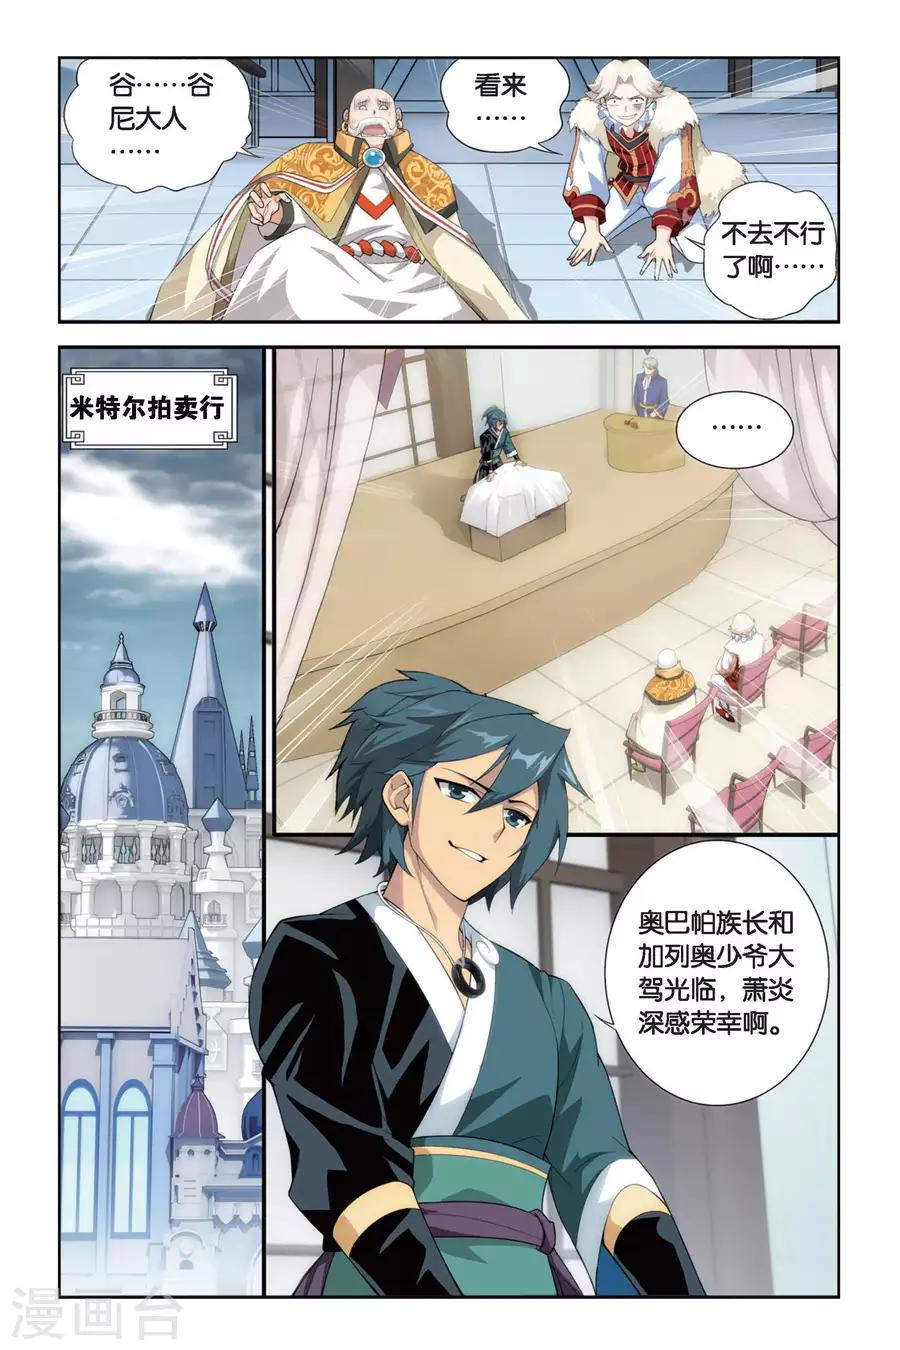 谷……谷
尼大人
……
看来
……
不去不行
了啊……
米特尔拍卖行
……
奥巴帕族长和
加列奥少爷大
驾光临，萧炎
深感荣幸啊。
漫画台